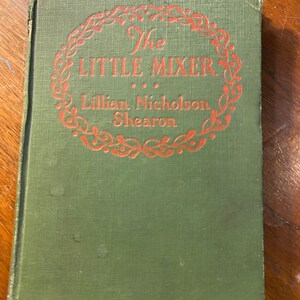 The
LITTLE MIXER
...
Lillian Nicholson
Shearon